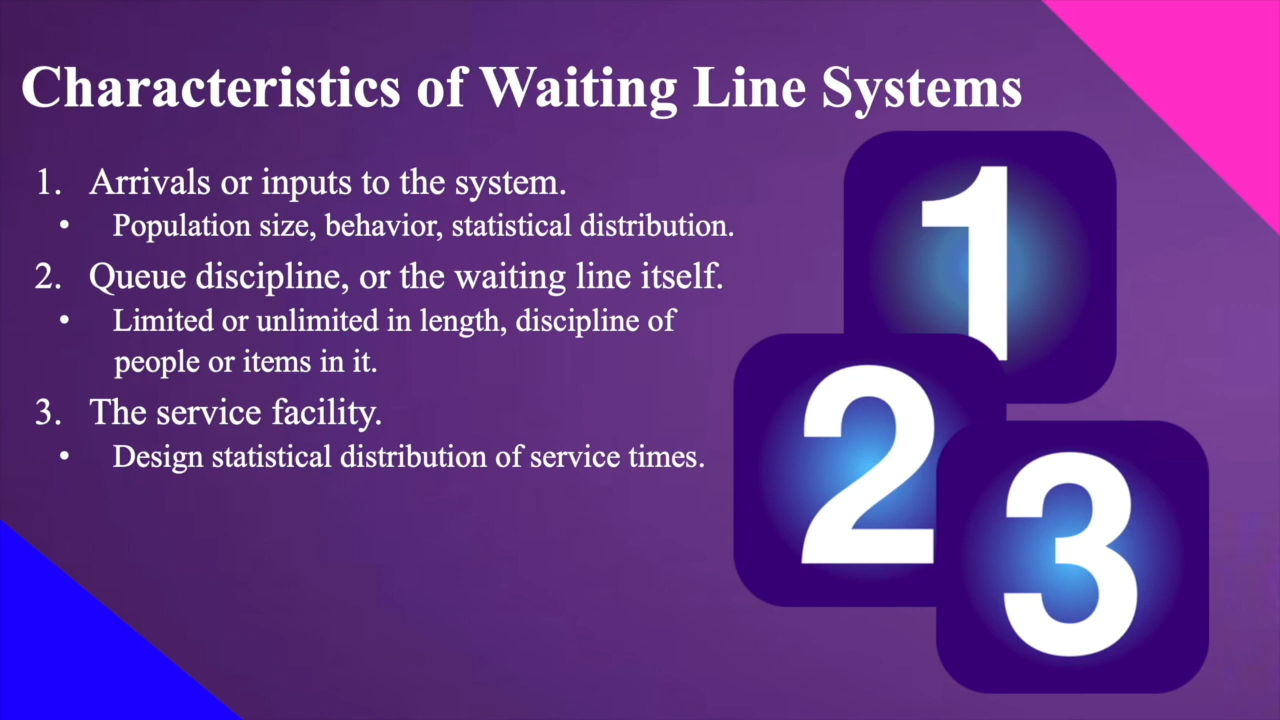 Characteristics of Waiting Line Systems
1. Arrivals or inputs to the system.
• Population size, behavior, statistical distribution.
2. Queue discipline, or the waiting line itself.
• Limited or unlimited in length, discipline of
people or items in it.
3. The service facility.
• Design statistical distribution of service times.
1
2
3